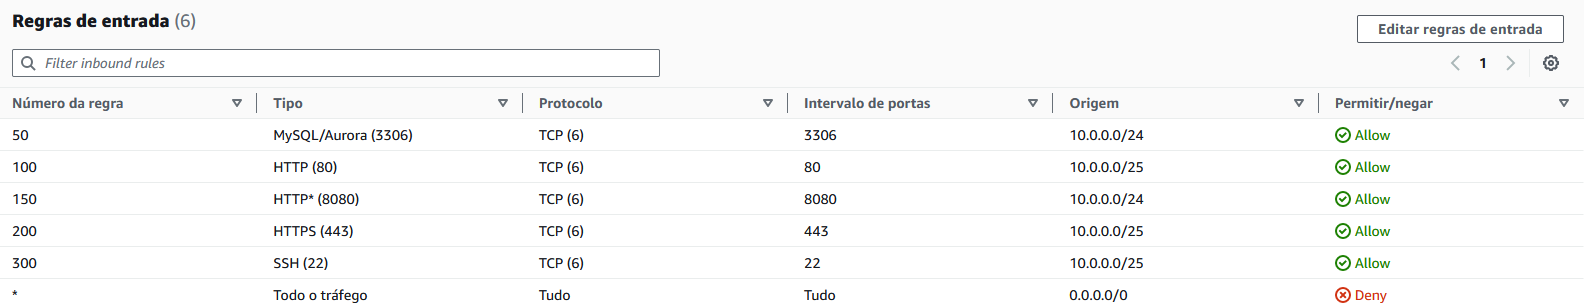 Regras de entrada (6)
Editar regras de entrada
Filter inbound rules
1
Número da regra Tipo Protocolo Intervalo de portas Origem Permitir/negar
50 MySQL/Aurora (3306) TCP (6) 3306 10.0.0.0/24 Allow
100 HTTP (80) TCP (6) 80 10.0.0.0/25 Allow
150 HTTP* (8080) TCP (6) 8080 10.0.0.0/24 Allow
200 HTTPS (443) TCP (6) 443 10.0.0.0/25 Allow
300 SSH (22) TCP (6) 22 10.0.0.0/25 Allow
* Todo o tráfego Tudo Tudo 0.0.0.0/0 Deny